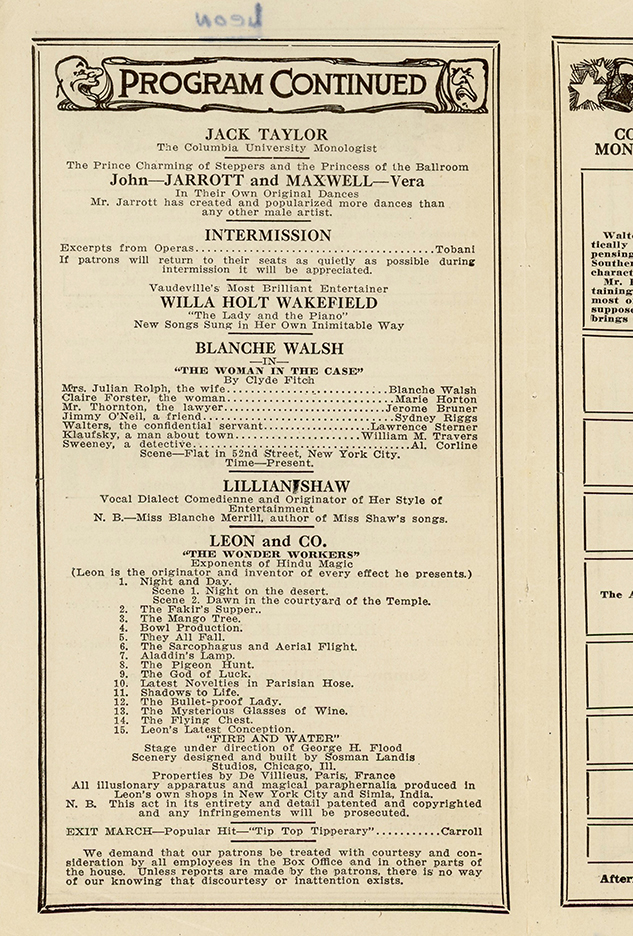 Leon
PROGRAM CONTINUED
JACK TAYLOR
The Columbia University Monologist
The Prince Charming of Steppers and the Princess of the Ballroom
John—JARROTT and MAXWELL—Vera
In Their Own Original Dances
Mr. Jarrott has created and popularized more dances than
any other male artist.
INTERMISSION
Excerpts from Operas..............................Tobani
If patrons will return to their seats as quietly as possible during
intermission it will be appreciated.
Vaudeville's Most Brilliant Entertainer
WILLA HOLT WAKEFIELD
"The Lady and the Piano"
New Songs Sung in Her Own Inimitable Way
BLANCHE WALSH
—IN—
"THE WOMAN IN THE CASE"
By Clyde Fitch
Mrs. Julian Rolph, the wife........................Blanche Walsh
Claire Forster, the woman........................Marie Horton
Mr. Thornton, the lawyer........................Jerome Bruner
Jimmy O'Neil, a friend........................Sydney Riggs
Walters, the confidential servant................Lawrence Sterner
Klaufsky, a man about town...................William M. Travers
Sweeney, a detective................................Al. Corline
Scene—Flat in 52nd Street, New York City.
Time—Present.
LILLIAN SHAW
Vocal Dialect Comedienne and Originator of Her Style of
Entertainment
N. B.—Miss Blanche Merrill, author of Miss Shaw's songs.
LEON and CO.
"THE WONDER WORKERS"
Exponents of Hindu Magic
(Leon is the originator and inventor of every effect he presents.)
1. Night and Day.
Scene 1. Night on the desert.
Scene 2. Dawn in the courtyard of the Temple.
2. The Fakir's Supper..
3. The Mango Tree.
4. Bowl Production.
5. They All Fall.
6. The Sarcophagus and Aerial Flight.
7. Aladdin's Lamp.
8. The Pigeon Hunt.
9. The God of Luck.
10. Latest Novelties in Parisian Hose.
11. Shadows to Life.
12. The Bullet-proof Lady.
13. The Mysterious Glasses of Wine.
14. The Flying Chest.
15. Leon's Latest Conception.
"FIRE AND WATER"
Stage under direction of George H. Flood
Scenery designed and built by Sosman Landis
Studios, Chicago, Ill.
Properties by De Villieus, Paris, France
All illusionary apparatus and magical paraphernalia produced in
Leon's own shops in New York City and Simla, India.
N. B. This act in its entirety and detail patented and copyrighted
and any infringements will be prosecuted.
EXIT MARCH—Popular Hit—"Tip Top Tipperary"..........Carroll
We demand that our patrons be treated with courtesy and con-
sideration by all employees in the Box Office and in other parts of
the house. Unless reports are made by the patrons, there is no way
of our knowing that discourtesy or inattention exists.
CO
MON
Walt
tically
pensing
Southe
charact
Mr. 
taining
most o
suppose
brings
The A
After